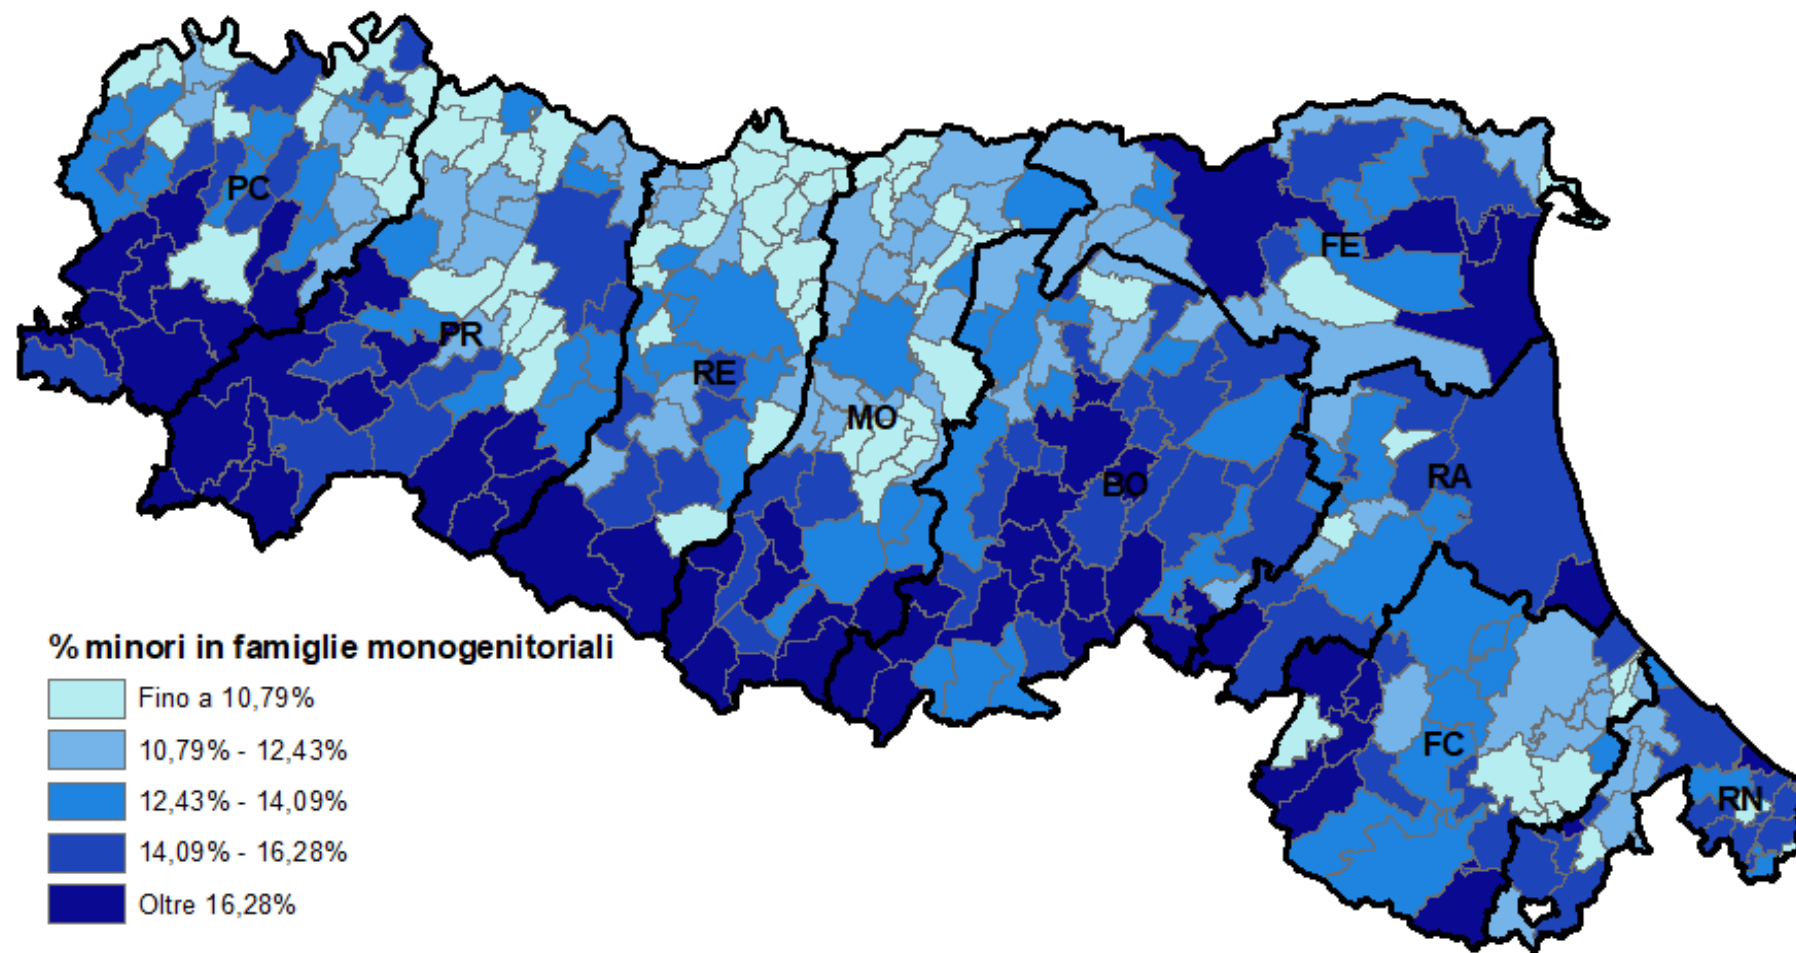 PC
FE
PR
RE
MO
BO
RA
% minori in famiglie monogenitoriali
Fino a 10,79%
10,79% - 12,43%
FC
12,43% - 14,09%
RN
14,09% - 16,28%
Oltre 16,28%